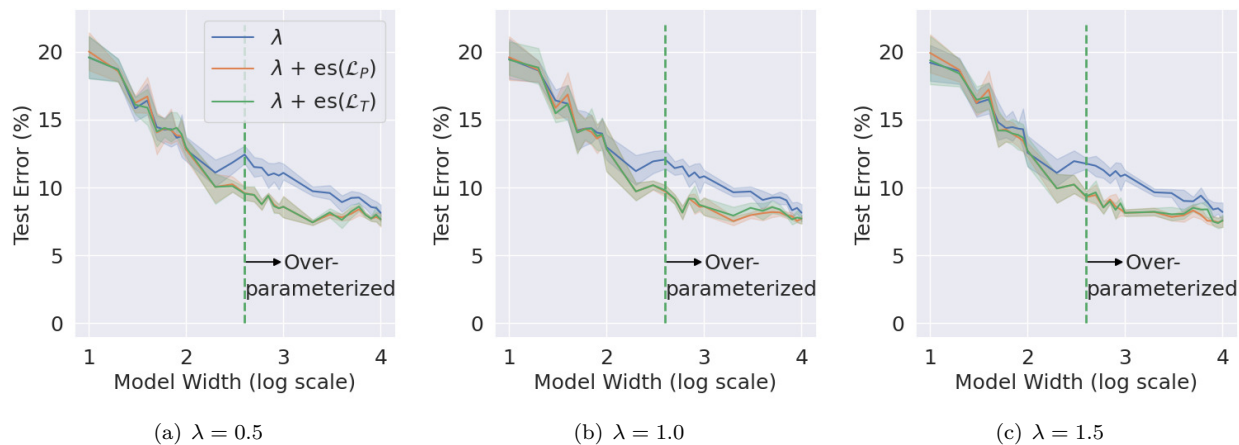 20
15
10
5
0
Test Error (%)
λ
λ + es(ℒ_P)
λ + es(ℒ_T)
Over-
parameterized
1 2 3 4
Model Width (log scale)
(a) λ = 0.5
20
15
10
5
0
Test Error (%)
Over-
parameterized
1 2 3 4
Model Width (log scale)
(b) λ = 1.0
20
15
10
5
0
Test Error (%)
Over-
parameterized
1 2 3 4
Model Width (log scale)
(c) λ = 1.5